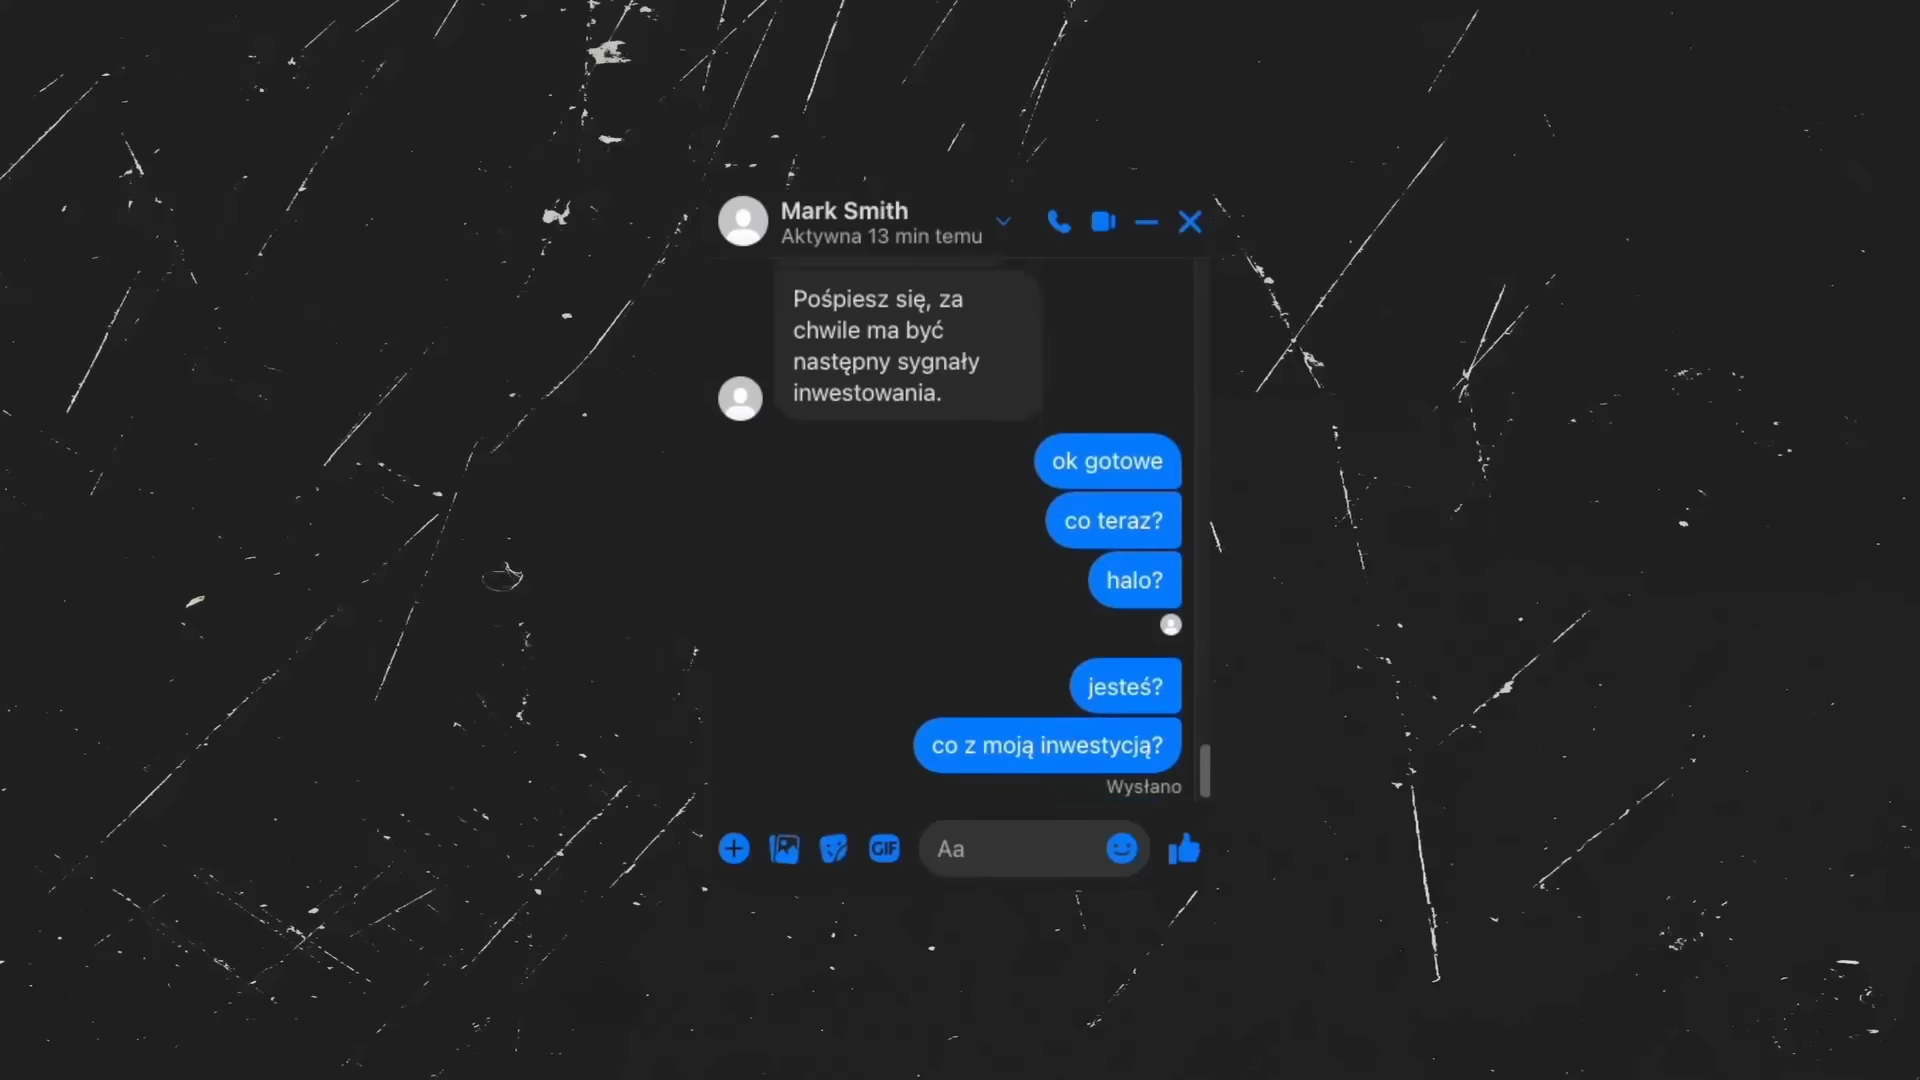 Mark Smith
Aktywna 13 min temu
Pośpiesz się, za
chwile ma być
następny sygnały
inwestowania.
ok gotowe
co teraz?
halo?
jesteś?
co z moją inwestycją?
Wysłano
GIF
Aa